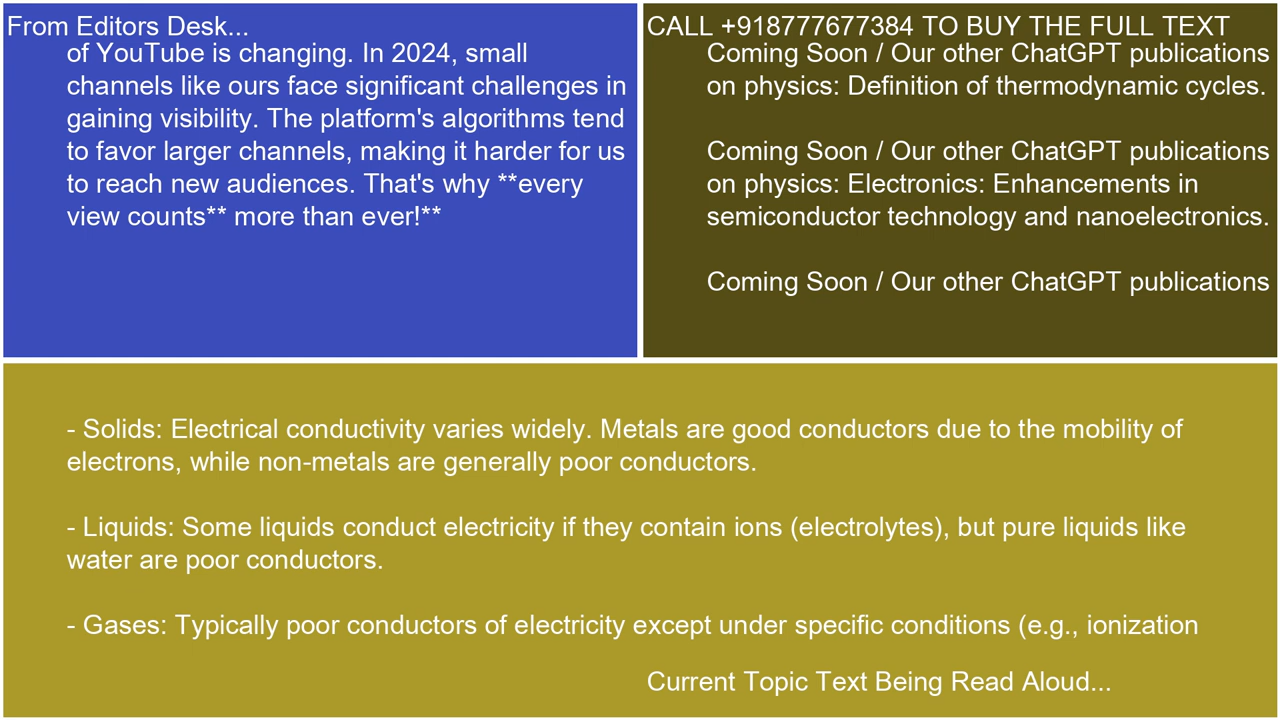 From Editors Desk...
of YouTube is changing. In 2024, small
channels like ours face significant challenges in
gaining visibility. The platform's algorithms tend
to favor larger channels, making it harder for us
to reach new audiences. That's why **every
view counts** more than ever!**
CALL +918777677384 TO BUY THE FULL TEXT
Coming Soon / Our other ChatGPT publications
on physics: Definition of thermodynamic cycles.
Coming Soon / Our other ChatGPT publications
on physics: Electronics: Enhancements in
semiconductor technology and nanoelectronics.
Coming Soon / Our other ChatGPT publications
- Solids: Electrical conductivity varies widely. Metals are good conductors due to the mobility of
electrons, while non-metals are generally poor conductors.
- Liquids: Some liquids conduct electricity if they contain ions (electrolytes), but pure liquids like
water are poor conductors.
- Gases: Typically poor conductors of electricity except under specific conditions (e.g., ionization
Current Topic Text Being Read Aloud...